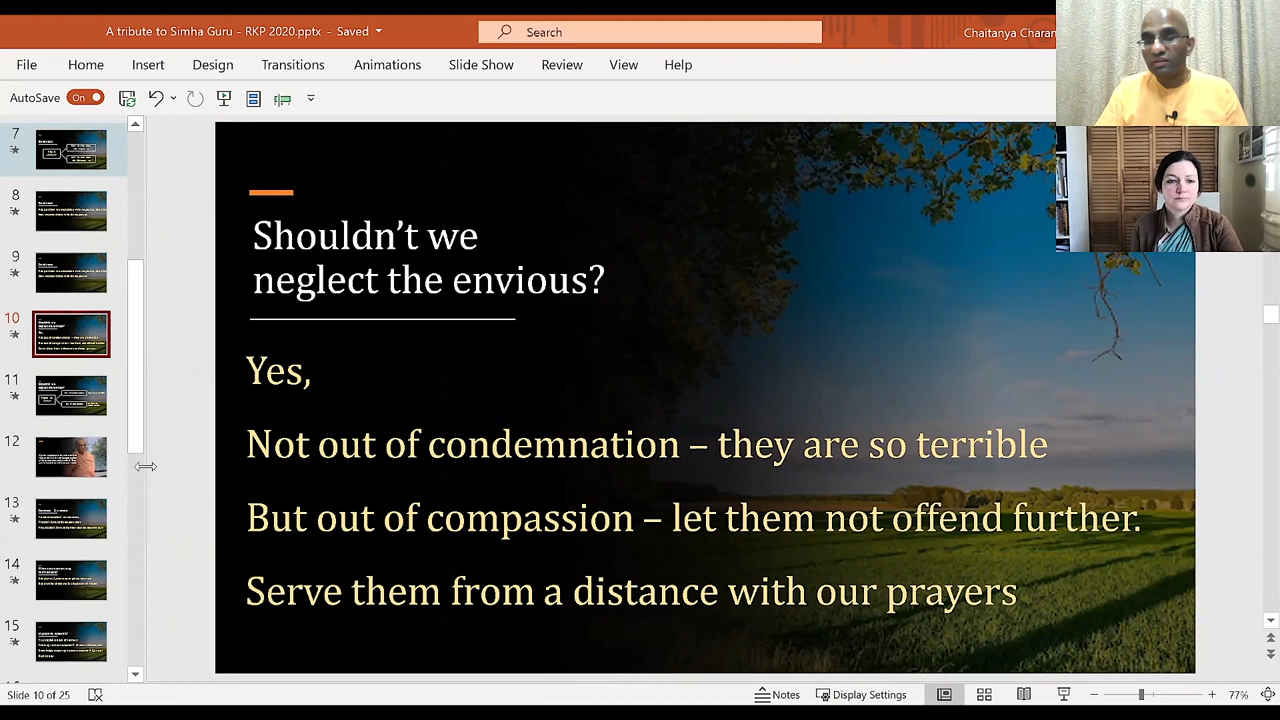 A tribute to Simha Guru - RKP 2020.pptx - Saved
Search
Chaitanya Charan
File Home Insert Design Transitions Animations Slide Show Review View Help
AutoSave On
7
8
9
10
11
12
13
14
15
Shouldn't we
neglect the envious?
Yes,
Not out of condemnation – they are so terrible
But out of compassion – let them not offend further.
Serve them from a distance with our prayers
Slide 10 of 25
Notes
Display Settings
77%